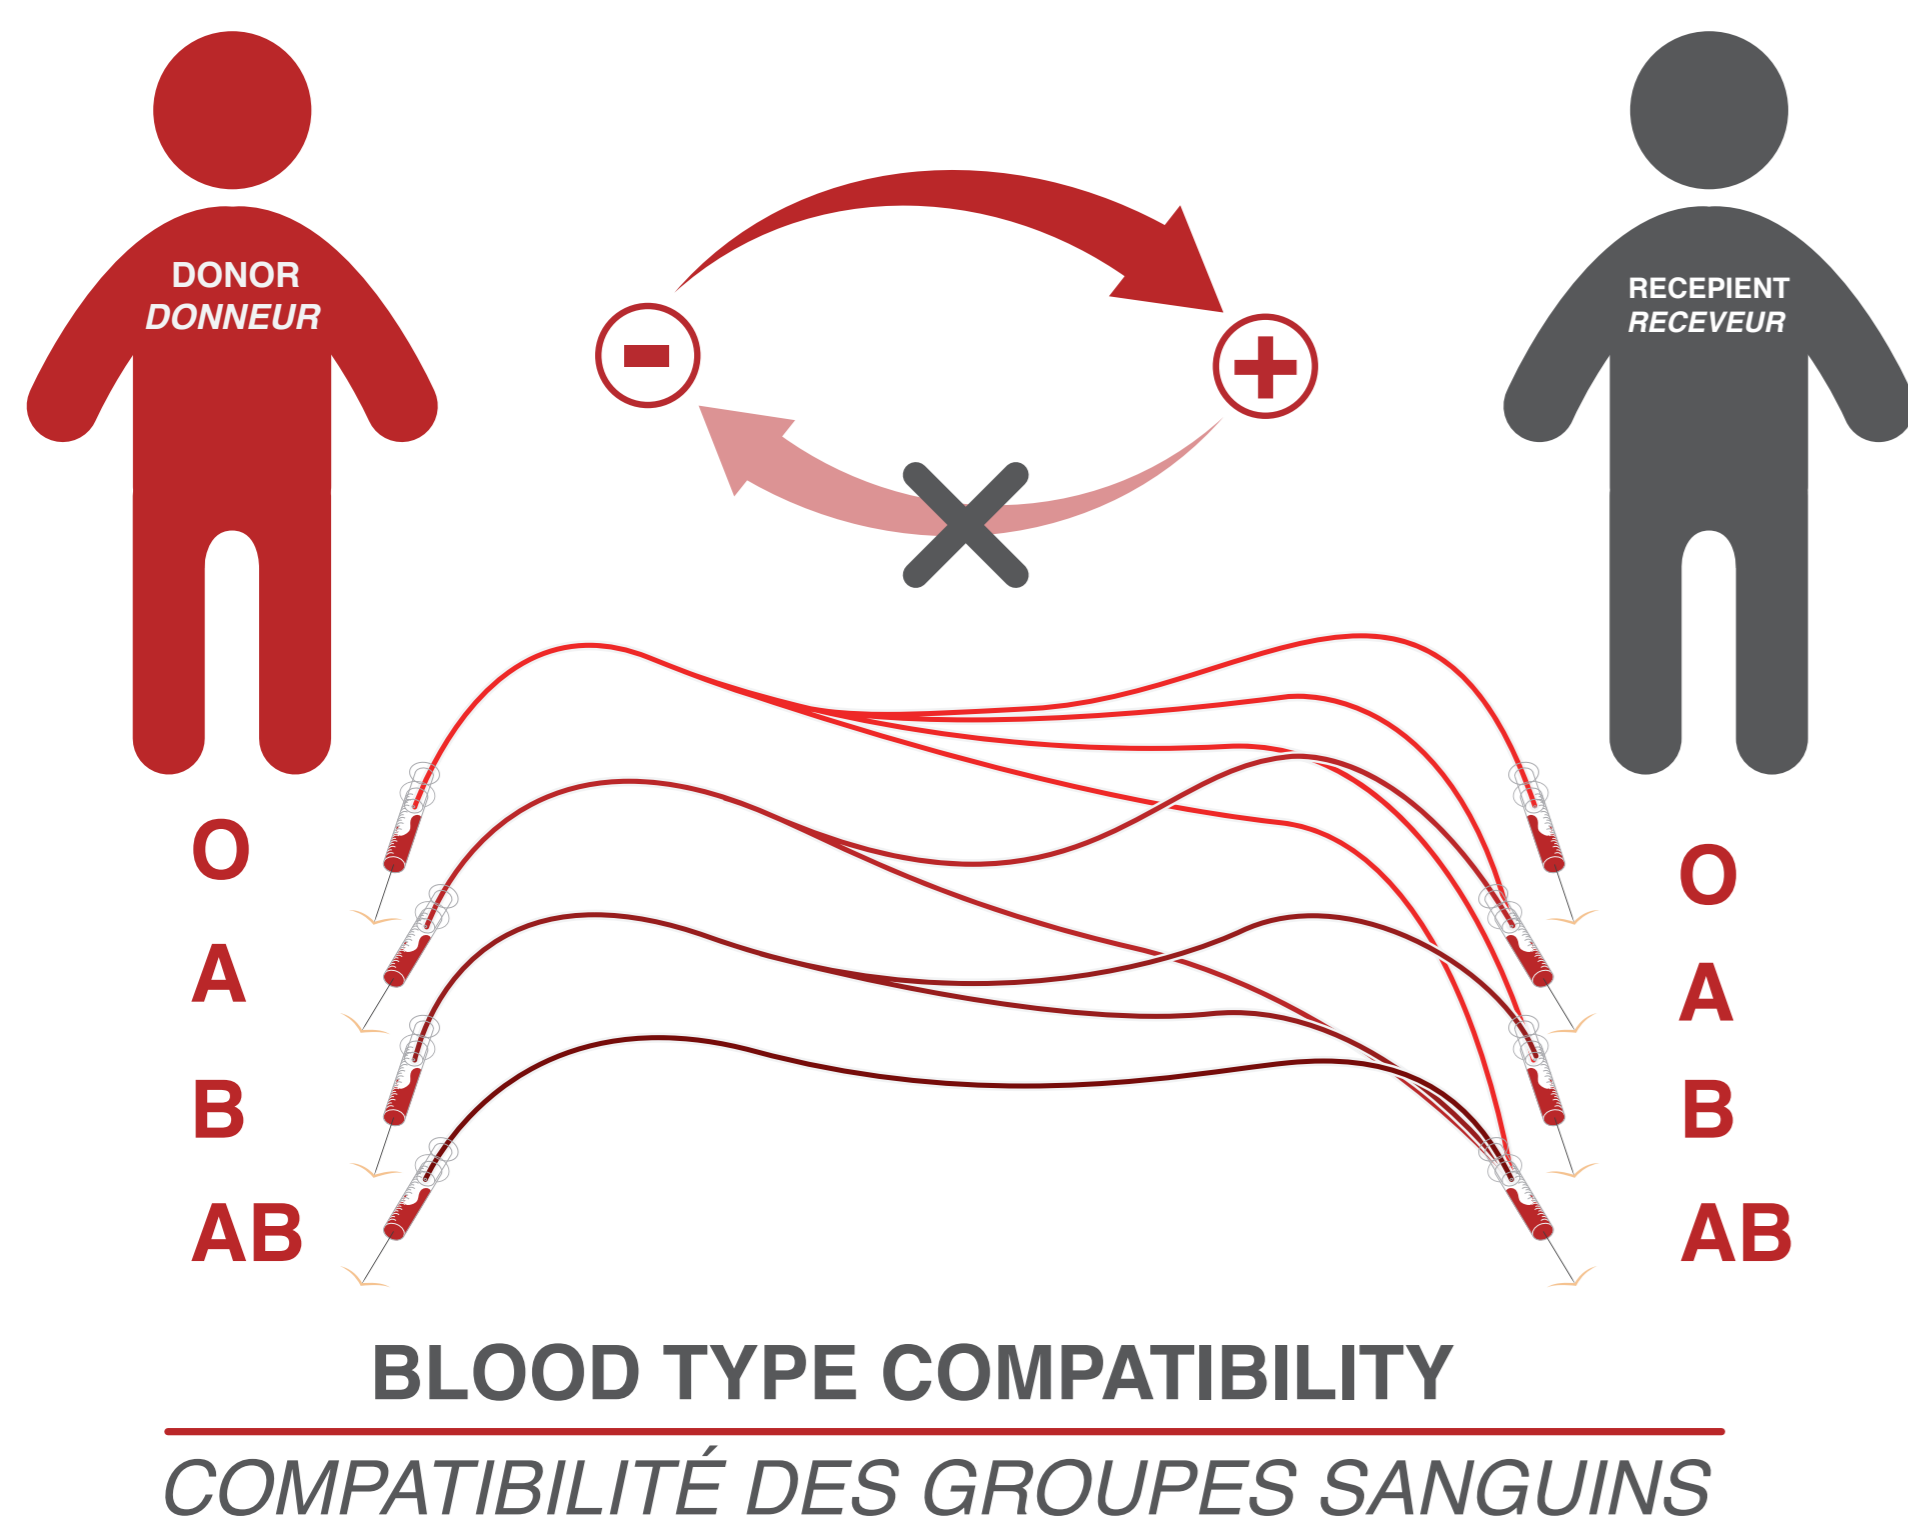 DONOR
DONNEUR
RECEPIENT
RECEVEUR
O
A
B
AB
O
A
B
AB
BLOOD TYPE COMPATIBILITY
COMPATIBILITÉ DES GROUPES SANGUINS